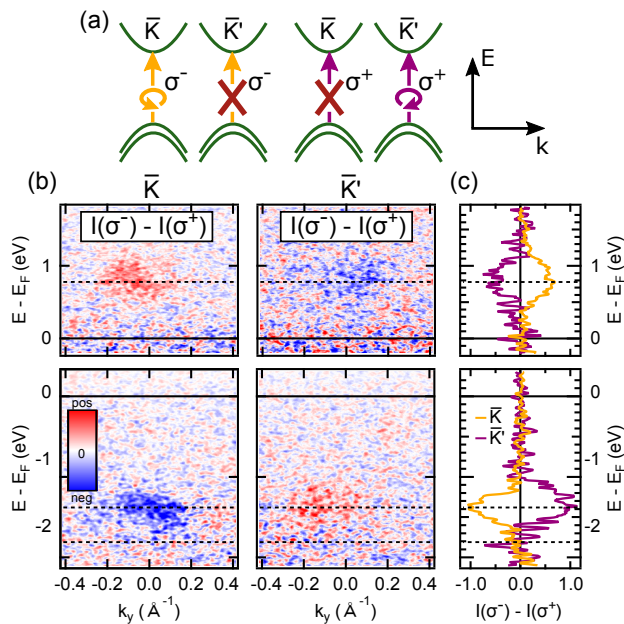 (a)
K̅ K̅' K̅ K̅'
σ⁻ σ⁻ σ⁺ σ⁺
E
k
(b) K̅ K̅' (c)
I(σ⁻) - I(σ⁺) I(σ⁻) - I(σ⁺)
E - E_F (eV)
1
0
E - E_F (eV)
1
0
E - E_F (eV)
0
-1
-2
pos
0
neg
E - E_F (eV)
0
-1
-2
K̅
K̅'
-0.4 -0.2 0.0 0.2 0.4
k_y (Å⁻¹)
-0.4 -0.2 0.0 0.2 0.4
k_y (Å⁻¹)
-1.0 0.0 1.0
I(σ⁻) - I(σ⁺)